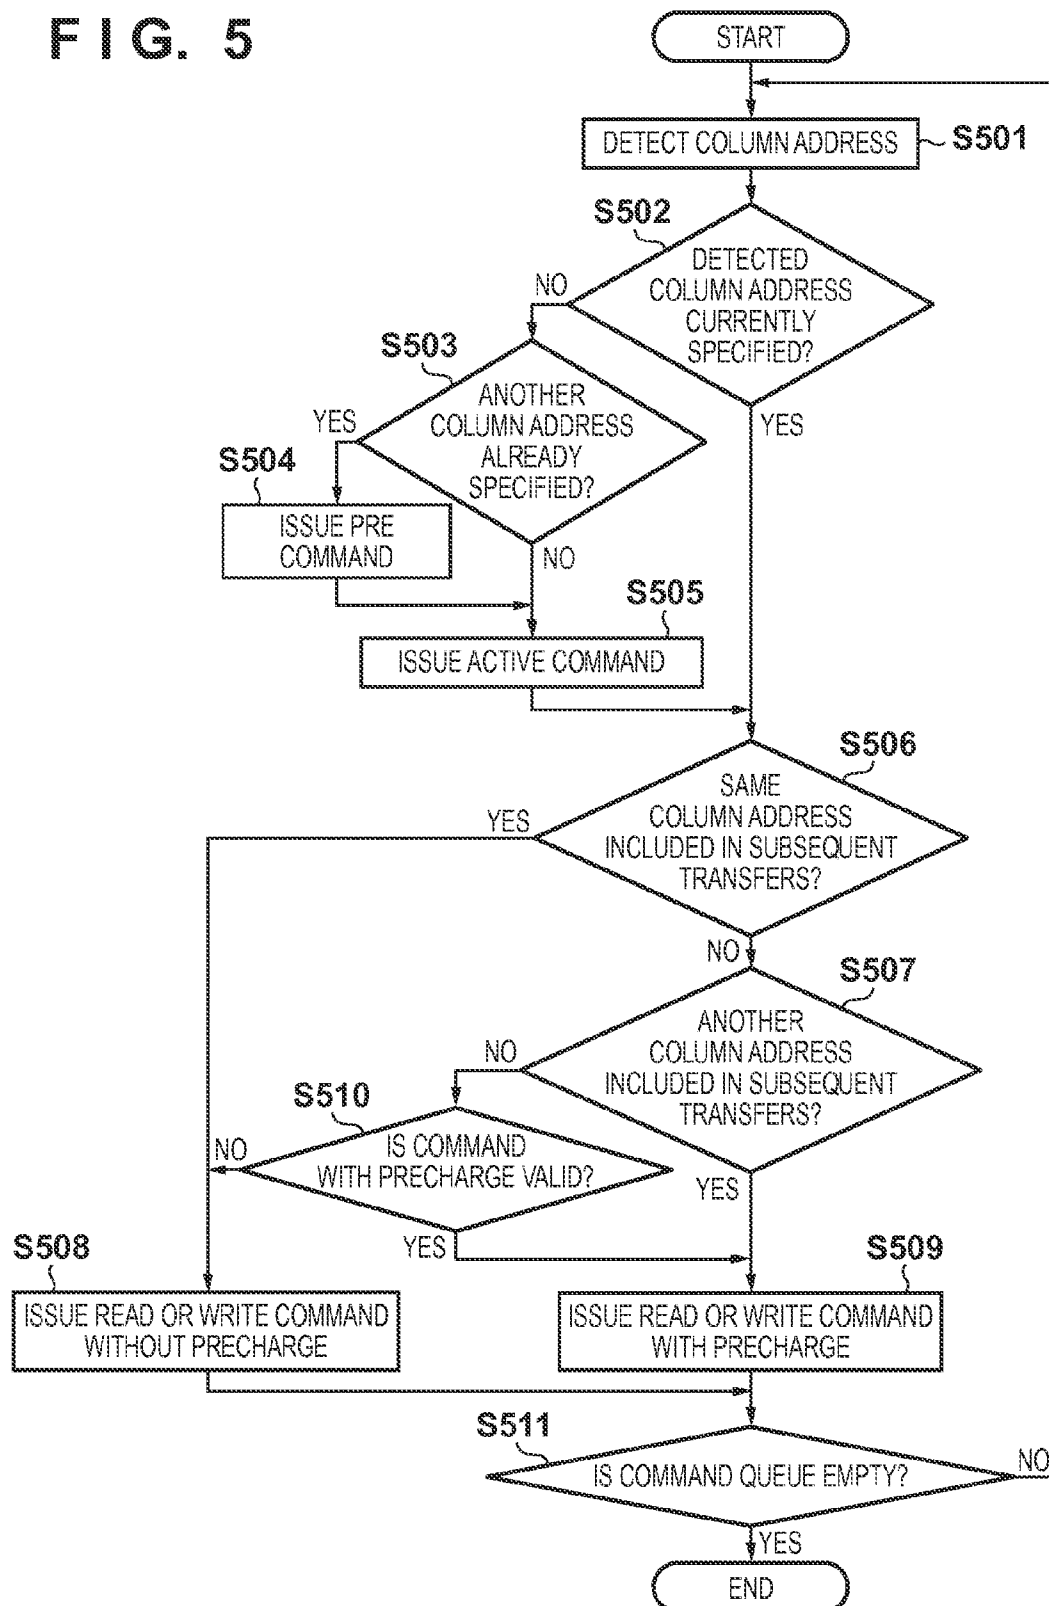 FIG. 5
START
DETECT COLUMN ADDRESS
S501
S502
DETECTED
COLUMN ADDRESS
CURRENTLY
SPECIFIED?
NO
YES
S503
ANOTHER
COLUMN ADDRESS
ALREADY
SPECIFIED?
YES
NO
S504
ISSUE PRE
COMMAND
S505
ISSUE ACTIVE COMMAND
S506
SAME
COLUMN ADDRESS
INCLUDED IN SUBSEQUENT
TRANSFERS?
YES
NO
S507
ANOTHER
COLUMN ADDRESS
INCLUDED IN SUBSEQUENT
TRANSFERS?
NO
YES
S510
IS COMMAND
WITH PRECHARGE VALID?
NO
YES
S508
ISSUE READ OR WRITE COMMAND
WITHOUT PRECHARGE
S509
ISSUE READ OR WRITE COMMAND
WITH PRECHARGE
S511
IS COMMAND QUEUE EMPTY?
NO
YES
END